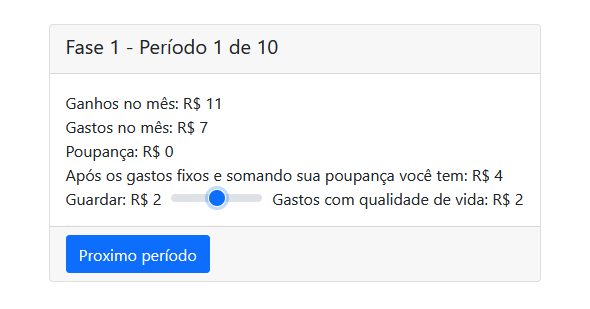 Fase 1 - Período 1 de 10
Ganhos no mês: R$ 11
Gastos no mês: R$ 7
Poupança: R$ 0
Após os gastos fixos e somando sua poupança você tem: R$ 4
Guardar: R$ 2 Gastos com qualidade de vida: R$ 2
Proximo período